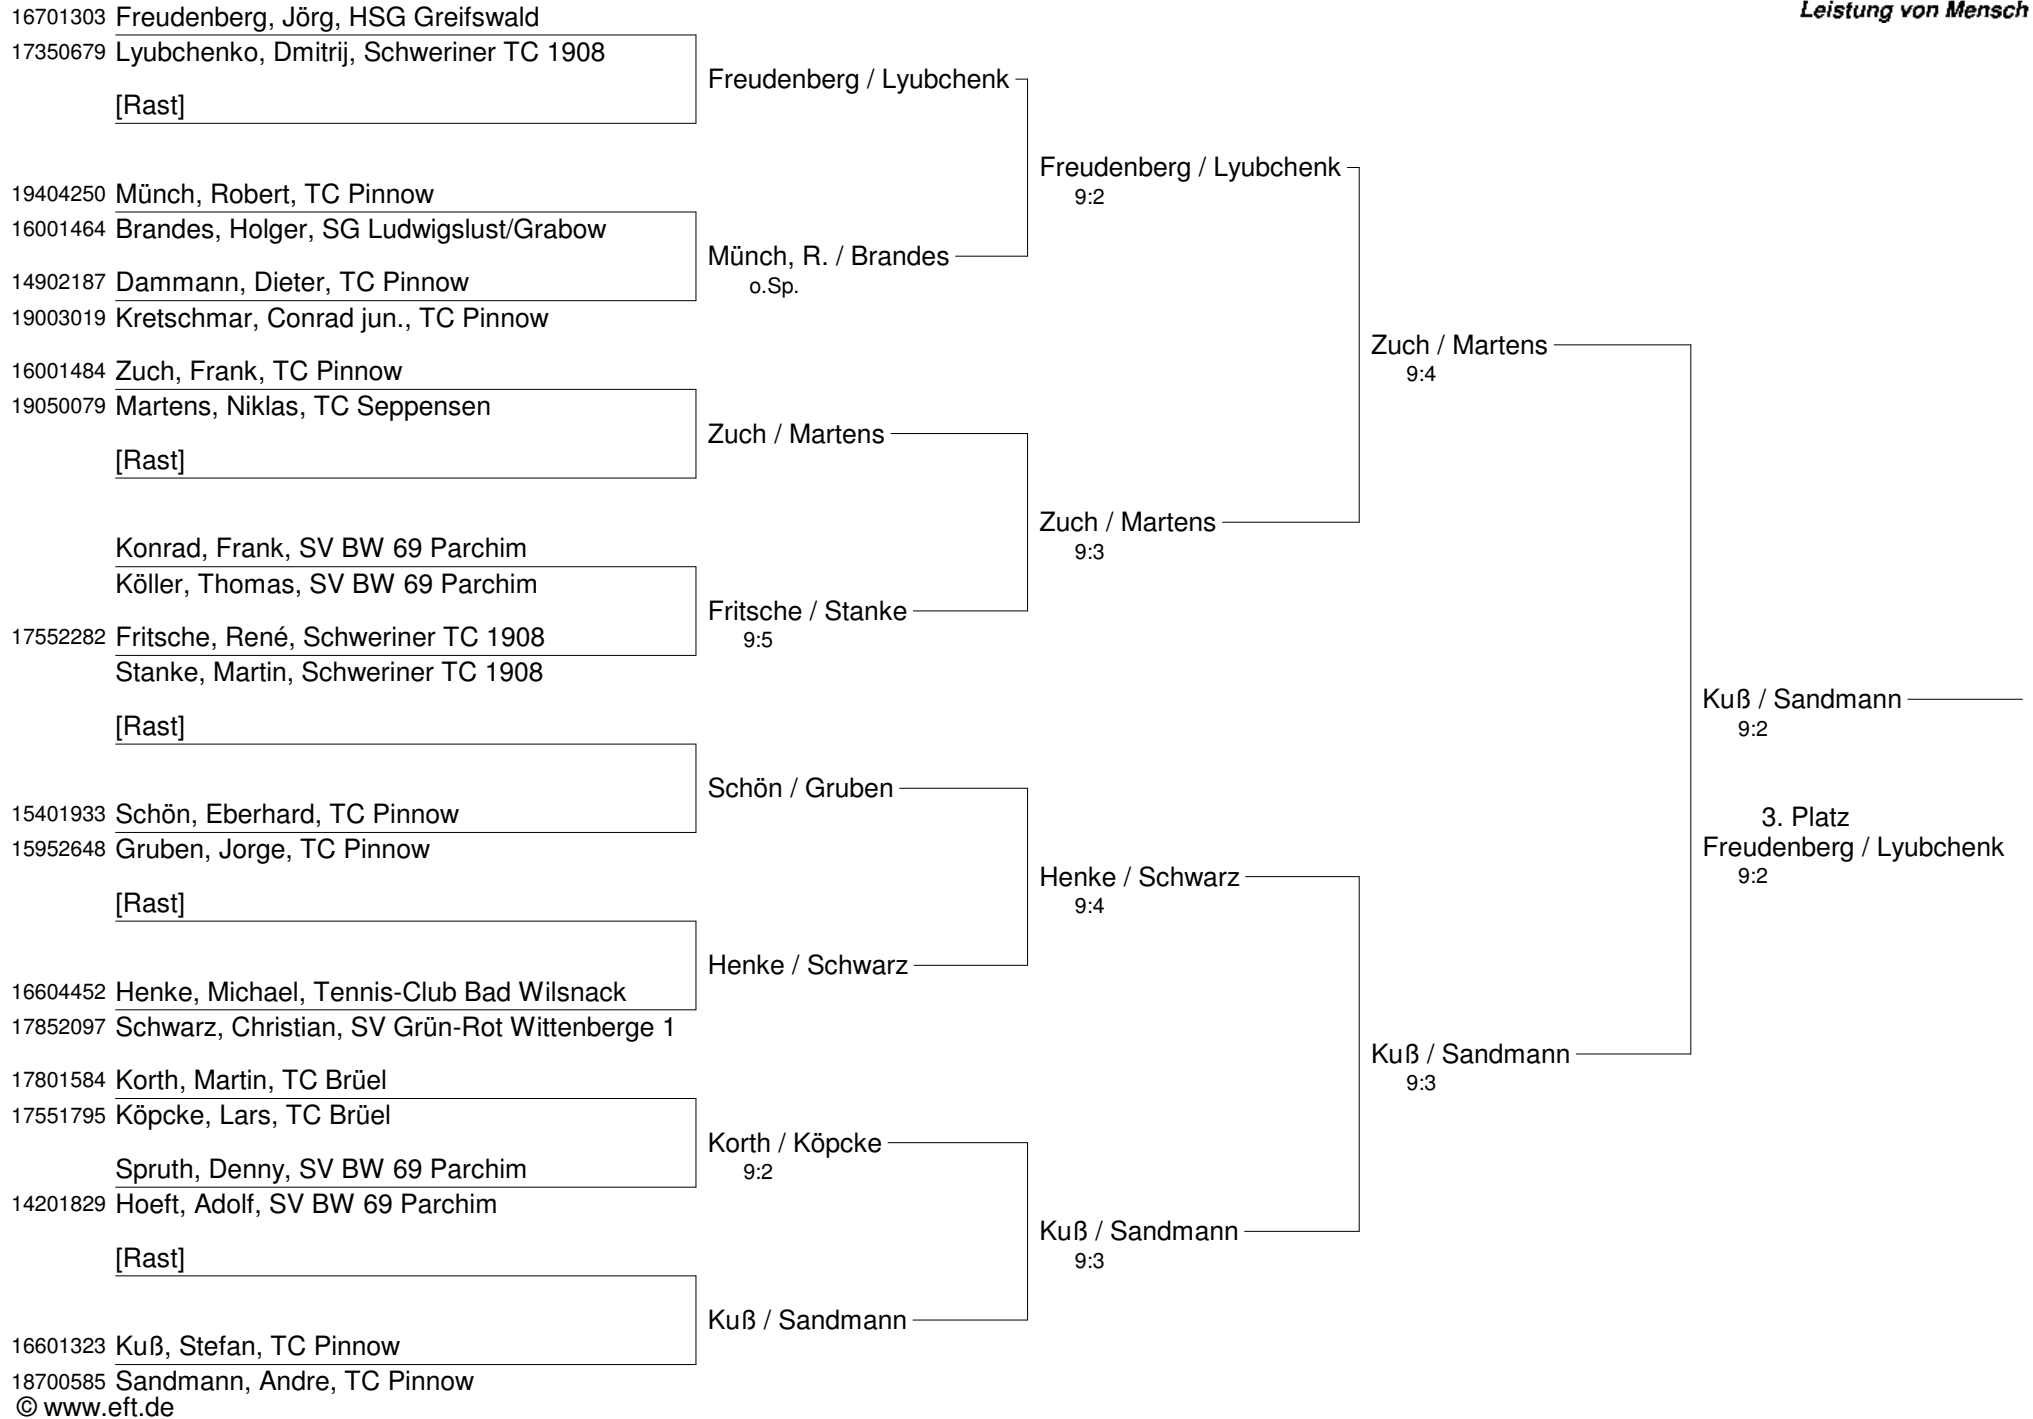 Leistung von Mensch
16701303 Freudenberg, Jörg, HSG Greifswald
17350679 Lyubchenko, Dmitrij, Schweriner TC 1908
[Rast]
19404250 Münch, Robert, TC Pinnow
16001464 Brandes, Holger, SG Ludwigslust/Grabow
14902187 Dammann, Dieter, TC Pinnow
19003019 Kretschmar, Conrad jun., TC Pinnow
16001484 Zuch, Frank, TC Pinnow
19050079 Martens, Niklas, TC Seppensen
[Rast]
Konrad, Frank, SV BW 69 Parchim
Köller, Thomas, SV BW 69 Parchim
17552282 Fritsche, René, Schweriner TC 1908
Stanke, Martin, Schweriner TC 1908
[Rast]
15401933 Schön, Eberhard, TC Pinnow
15952648 Gruben, Jorge, TC Pinnow
[Rast]
16604452 Henke, Michael, Tennis-Club Bad Wilsnack
17852097 Schwarz, Christian, SV Grün-Rot Wittenberge 1
17801584 Korth, Martin, TC Brüel
17551795 Köpcke, Lars, TC Brüel
Spruth, Denny, SV BW 69 Parchim
14201829 Hoeft, Adolf, SV BW 69 Parchim
[Rast]
16601323 Kuß, Stefan, TC Pinnow
18700585 Sandmann, Andre, TC Pinnow
© www.eft.de
Freudenberg / Lyubchenk
Münch, R. / Brandes
o.Sp.
Zuch / Martens
Fritsche / Stanke
9:5
Schön / Gruben
Henke / Schwarz
Korth / Köpcke
9:2
Kuß / Sandmann
Freudenberg / Lyubchenk
9:2
Zuch / Martens
9:3
Henke / Schwarz
9:4
Kuß / Sandmann
9:3
Zuch / Martens
9:4
Kuß / Sandmann
9:3
Kuß / Sandmann
9:2
3. Platz
Freudenberg / Lyubchenk
9:2